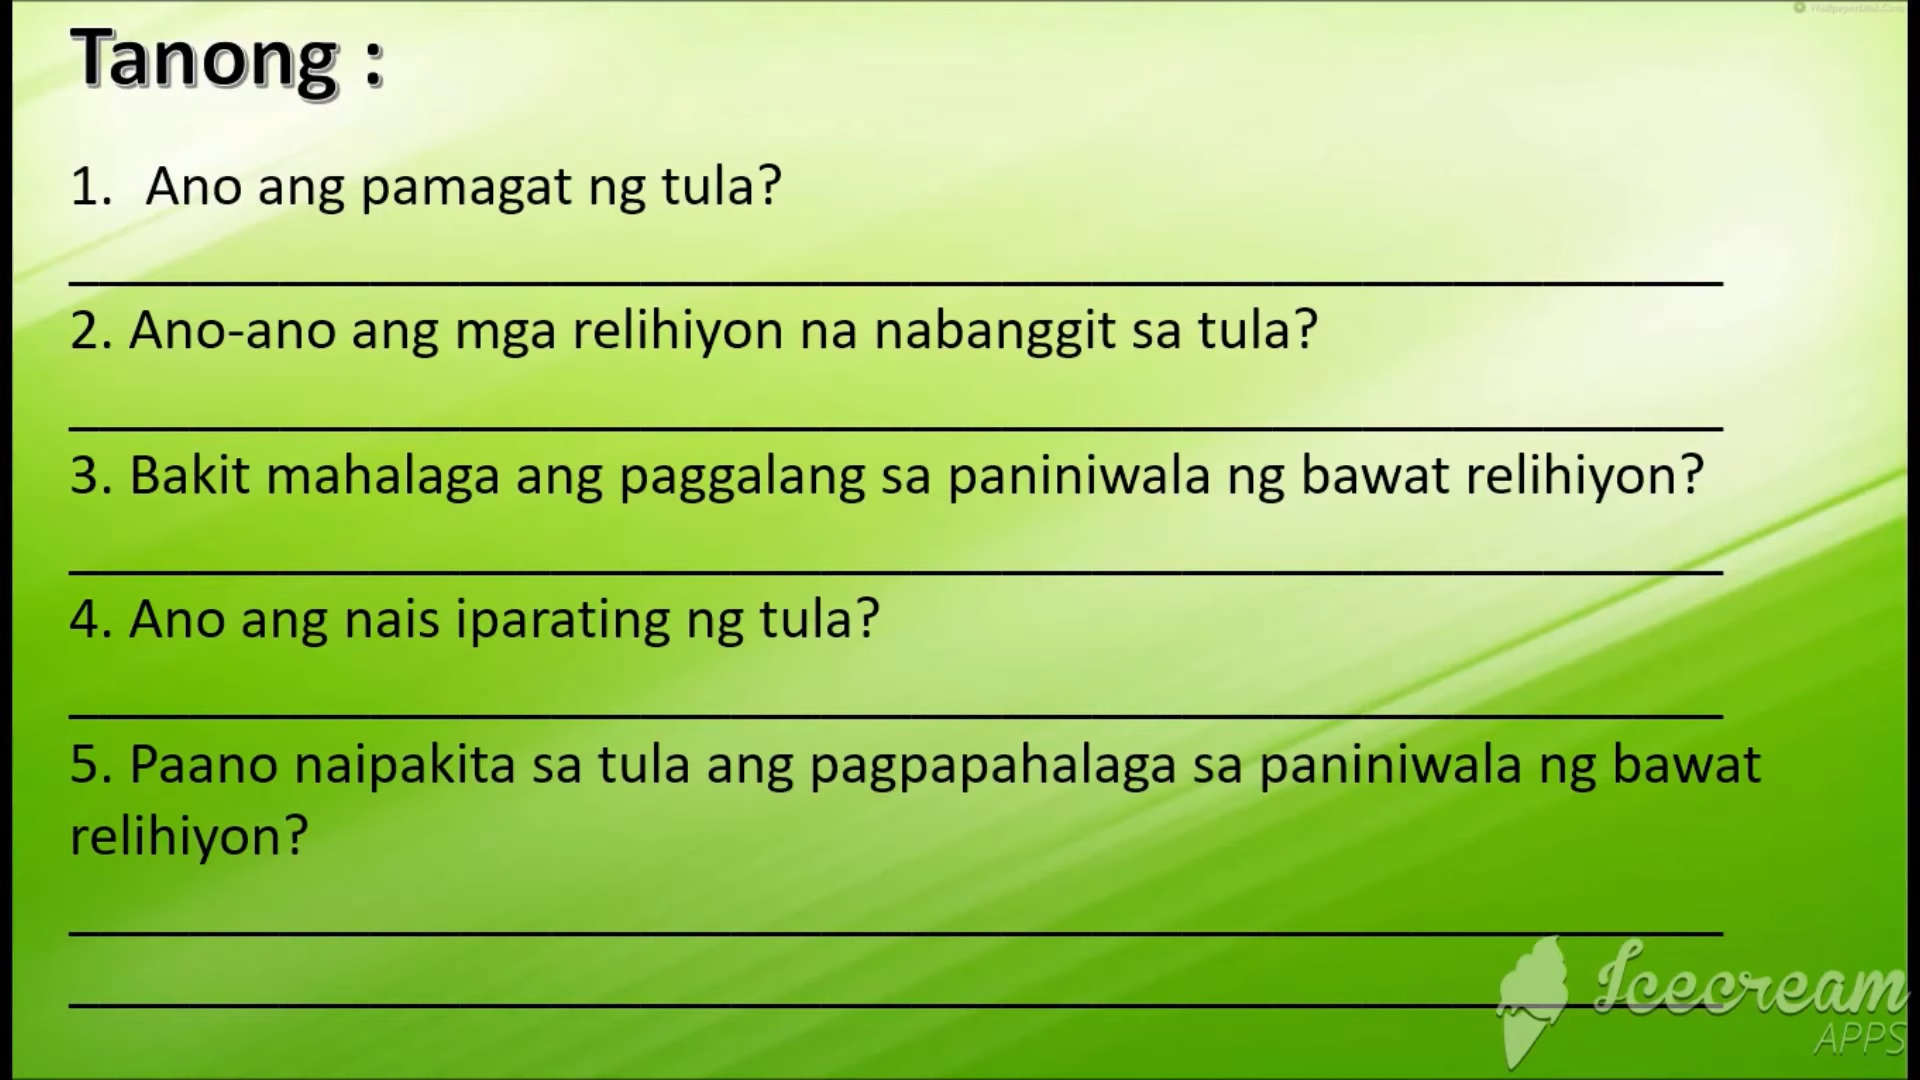 Tanong :
1. Ano ang pamagat ng tula?
2. Ano-ano ang mga relihiyon na nabanggit sa tula?
3. Bakit mahalaga ang paggalang sa paniniwala ng bawat relihiyon?
4. Ano ang nais iparating ng tula?
5. Paano naipakita sa tula ang pagpapahalaga sa paniniwala ng bawat
relihiyon?
Icecream
APPS